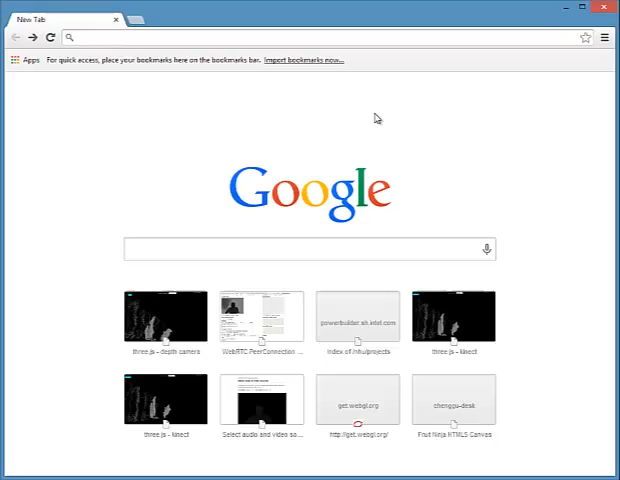 New Tab
Apps For quick access, place your bookmarks here on the bookmarks bar. Import bookmarks now...
Google
powerbuilder.sh.intel.com
three.js - depth camera WebRTC PeerConnection ... Index of /nhu/projects three.js - kinect
get.webgl.org chengpu-desk
three.js - kinect Select audio and video so... http://get.webgl.org/ Fruit Ninja HTML5 Canvas